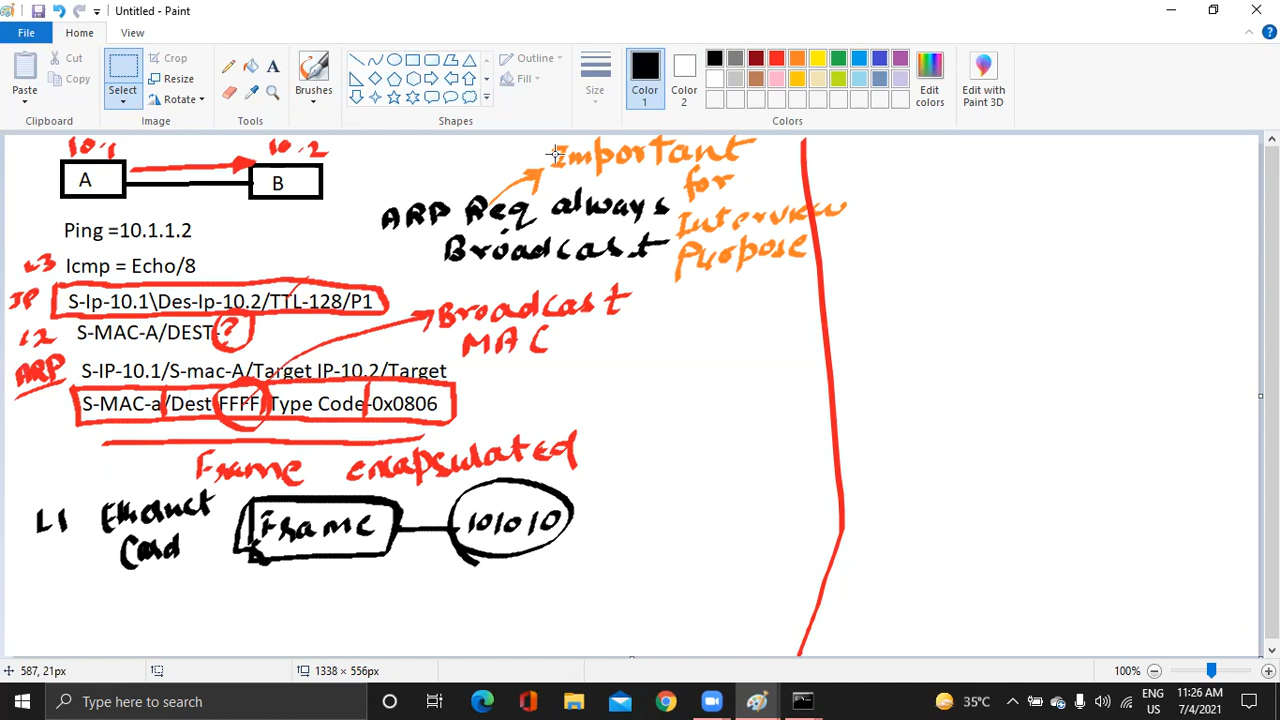 Untitled - Paint
File
Home
View
Paste
Cut
Copy
Clipboard
Select
Crop
Resize
Rotate
Image
A
Tools
Brushes
Shapes
Outline
Fill
Size
Color
1
Color
2
Edit
colors
Colors
Edit with
Paint 3D
10.1
10.2
A
B
Ping =10.1.1.2
L3
Icmp = Echo/8
IP
S-Ip-10.1\Des-Ip-10.2/TTL-128/P1
L2
S-MAC-A/DEST-?
ARP
S-IP-10.1/S-mac-A/Target IP-10.2/Target
S-MAC-a/Dest-FFFF/Type Code-0x0806
Frame encapsulated
L1
Card
Frame
101010
Important
for
Interview
Purpose
ARP Req always
Broadcast
Broadcast
MAC
587, 21px
1338 × 556px
100%
Type here to search
35°C
ENG
US
11:26 AM
7/4/2021